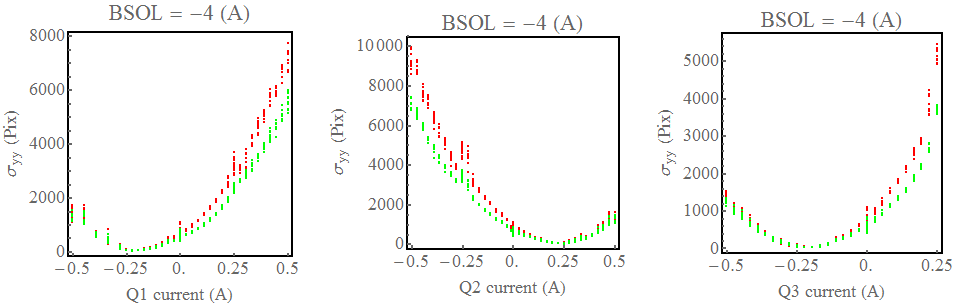 BSOL = −4 (A)
σyy (Pix)
8000
6000
4000
2000
0
−0.5 −0.25 0. 0.25 0.5
Q1 current (A)
BSOL = −4 (A)
σyy (Pix)
10 000
8000
6000
4000
2000
0
−0.5 −0.25 0. 0.25 0.5
Q2 current (A)
BSOL = −4 (A)
σyy (Pix)
5000
4000
3000
2000
1000
0
−0.5 −0.25 0. 0.25
Q3 current (A)